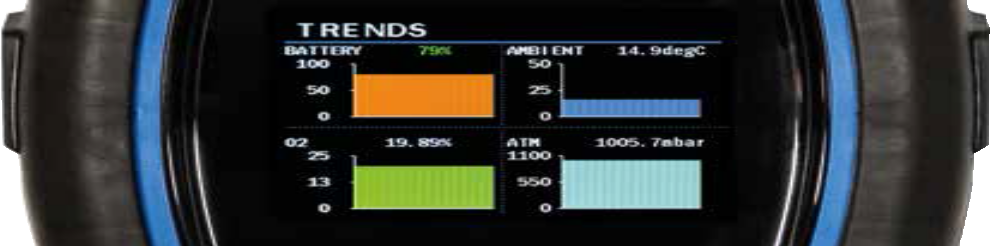 TRENDS
BATTERY 79% AMBIENT 14.9degC
100 50
50 25
0 0
O2 19.89% ATM 1005.7mbar
25 1100
13 550
0 0